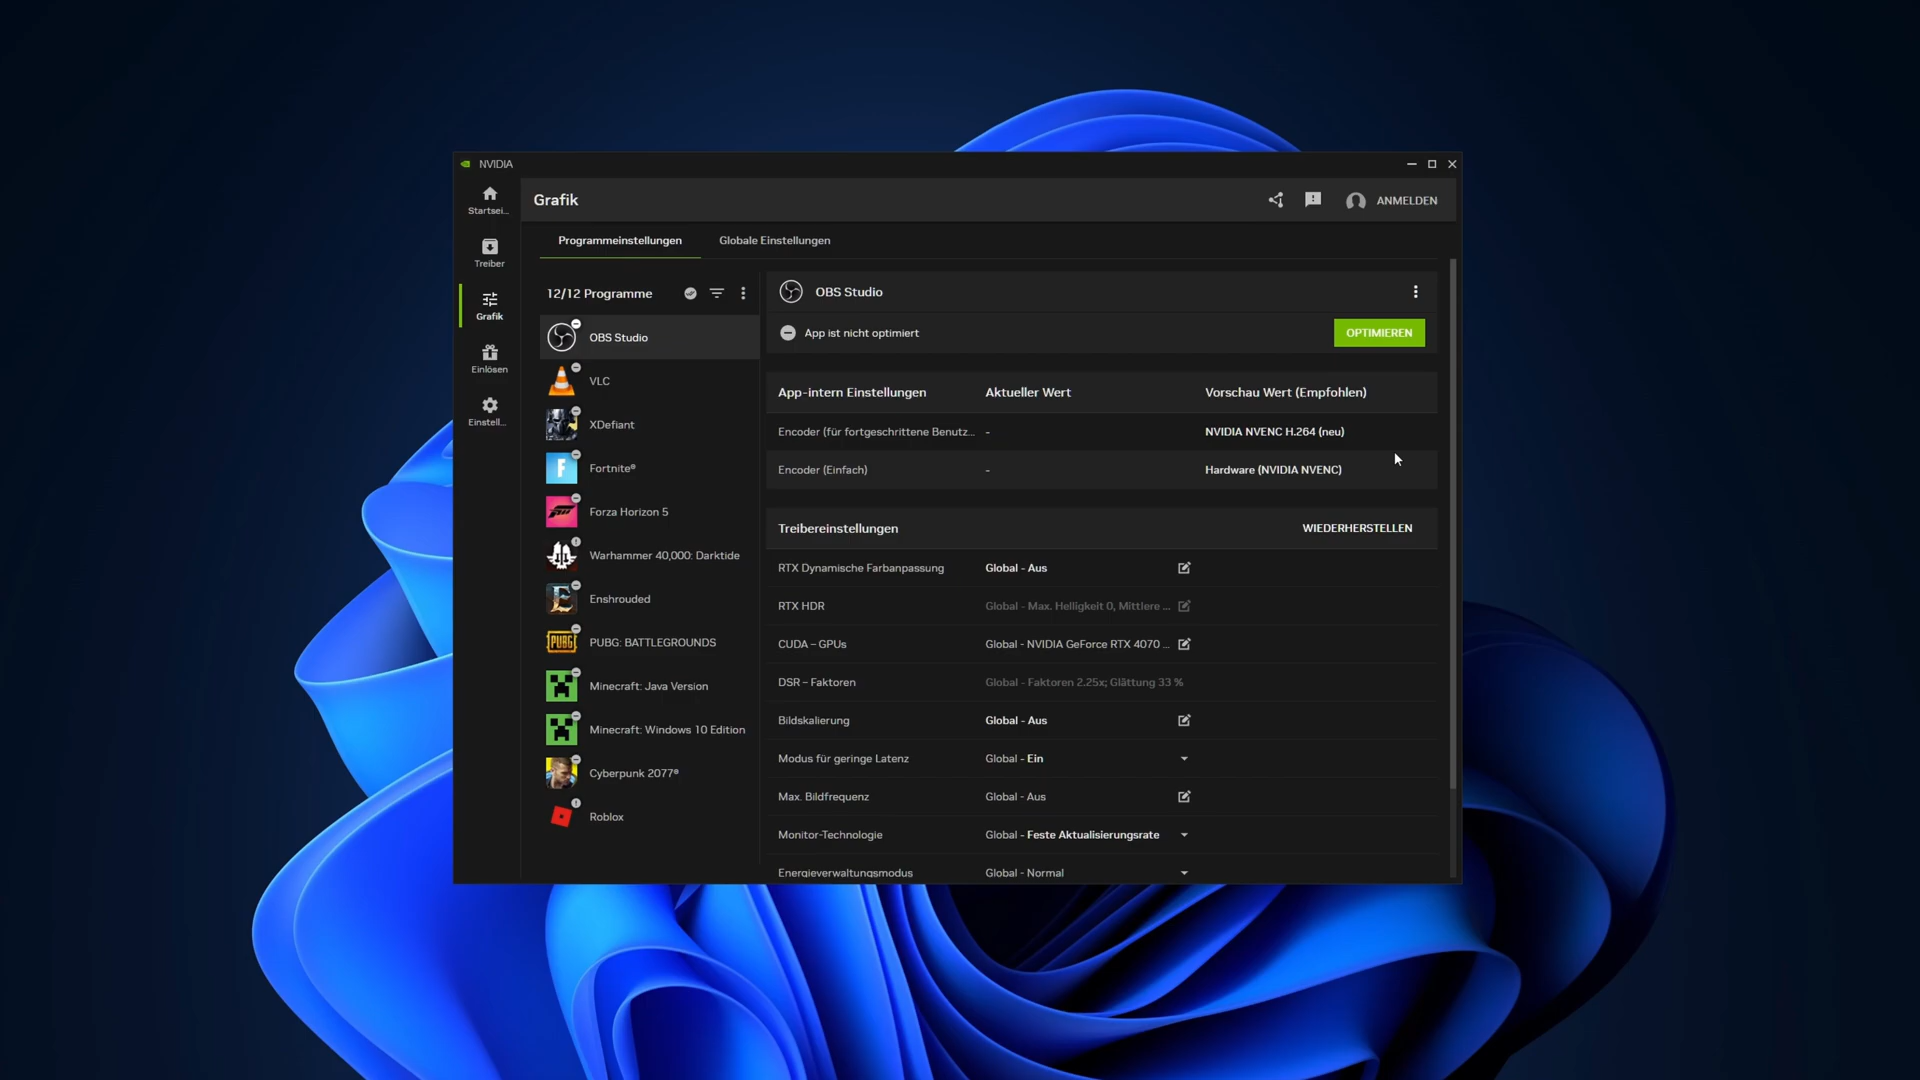 NVIDIA
Startsei...
Treiber
Grafik
Einlösen
Einstell...
Grafik
ANMELDEN
Programmeinstellungen
Globale Einstellungen
12/12 Programme
OBS Studio
VLC
XDefiant
Fortnite®
Forza Horizon 5
Warhammer 40,000: Darktide
Enshrouded
PUBG: BATTLEGROUNDS
Minecraft: Java Version
Minecraft: Windows 10 Edition
Cyberpunk 2077®
Roblox
OBS Studio
App ist nicht optimiert
OPTIMIEREN
App-intern Einstellungen Aktueller Wert Vorschau Wert (Empfohlen)
Encoder (für fortgeschrittene Benutz... - NVIDIA NVENC H.264 (neu)
Encoder (Einfach) - Hardware (NVIDIA NVENC)
Treibereinstellungen WIEDERHERSTELLEN
RTX Dynamische Farbanpassung Global - Aus
RTX HDR Global - Max. Helligkeit 0, Mittlere ...
CUDA – GPUs Global - NVIDIA GeForce RTX 4070 ...
DSR – Faktoren Global - Faktoren 2.25x; Glättung 33 %
Bildskalierung Global - Aus
Modus für geringe Latenz Global - Ein
Max. Bildfrequenz Global - Aus
Monitor-Technologie Global - Feste Aktualisierungsrate
Energieverwaltungsmodus Global - Normal